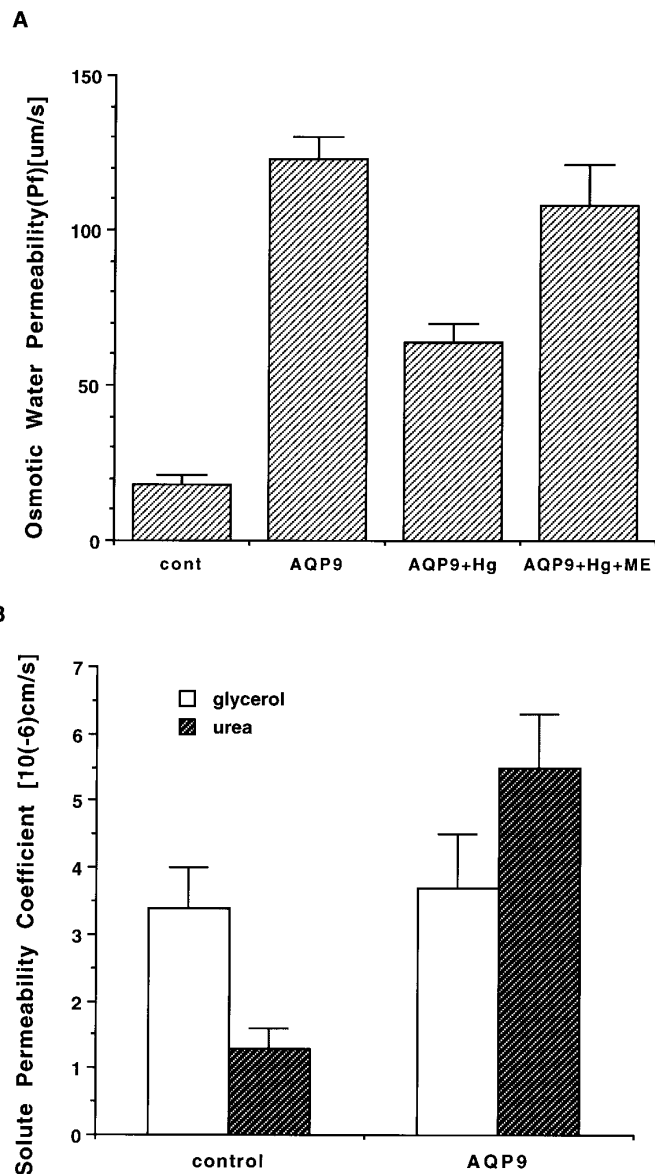 A
Osmotic Water Permeability(Pf)[um/s]
150
100
50
0
cont AQP9 AQP9+Hg AQP9+Hg+ME
Solute Permeability Coefficient [10(-6)cm/s]
7
6
5
4
3
2
1
0
glycerol
urea
control AQP9